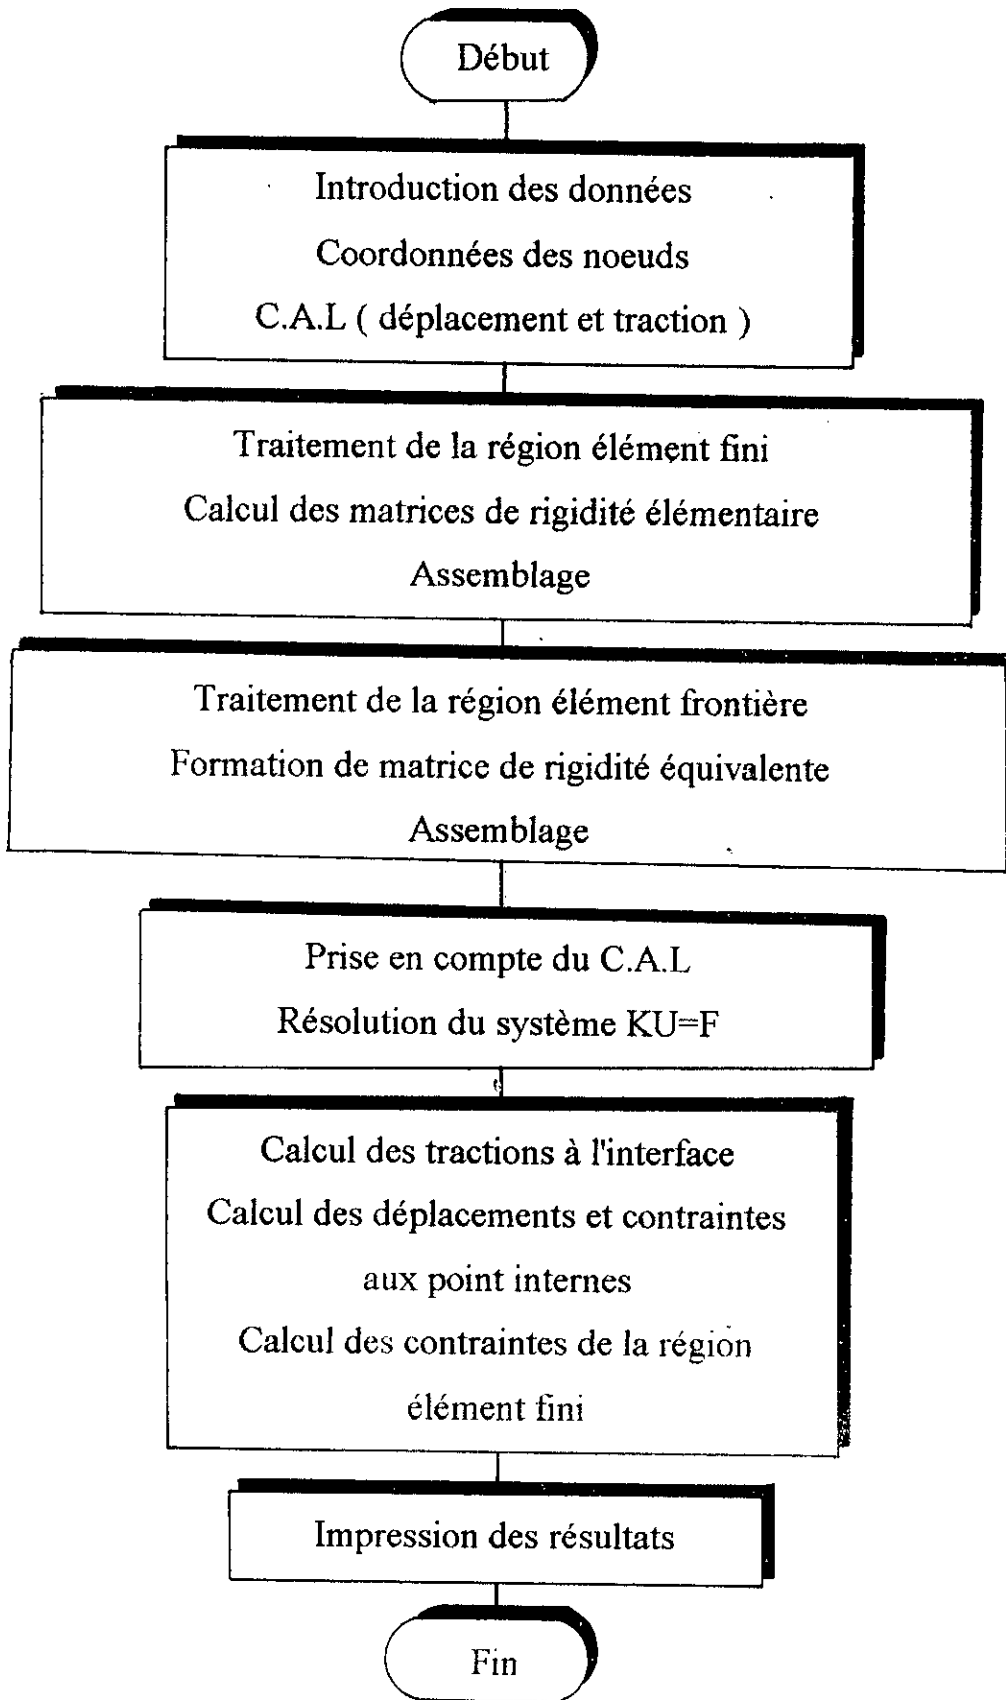 Début
Introduction des données
Coordonnées des noeuds
C.A.L ( déplacement et traction )
Traitement de la région élément fini
Calcul des matrices de rigidité élémentaire
Assemblage
Traitement de la région élément frontière
Formation de matrice de rigidité équivalente
Assemblage
Prise en compte du C.A.L
Résolution du système KU=F
Calcul des tractions à l'interface
Calcul des déplacements et contraintes
aux point internes
Calcul des contraintes de la région
élément fini
Impression des résultats
Fin